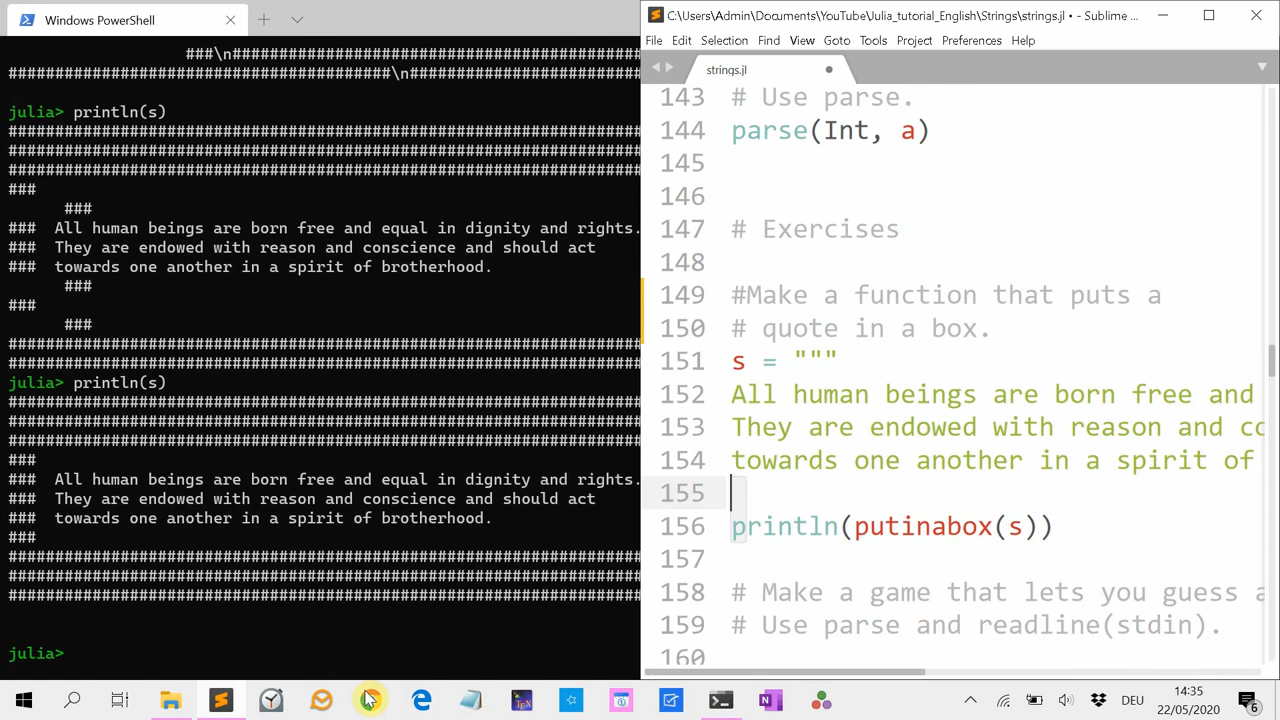 Windows PowerShell
###\n############################################
#########################################\n#########################
julia> println(s)
####################################################################
####################################################################
####################################################################
###
###
### All human beings are born free and equal in dignity and rights.
### They are endowed with reason and conscience and should act
### towards one another in a spirit of brotherhood.
###
###
###
####################################################################
####################################################################
julia> println(s)
####################################################################
####################################################################
####################################################################
###
### All human beings are born free and equal in dignity and rights.
### They are endowed with reason and conscience and should act
### towards one another in a spirit of brotherhood.
###
####################################################################
####################################################################
####################################################################
julia>
C:\Users\Admin\Documents\YouTube\Julia_tutorial_English\Strings\strings.jl • - Sublime ...
File Edit Selection Find View Goto Tools Project Preferences Help
strings.jl
143 # Use parse.
144 parse(Int, a)
145
146
147 # Exercises
148
149 #Make a function that puts a
150 # quote in a box.
151 s = """
152 All human beings are born free and
153 They are endowed with reason and co
154 towards one another in a spirit of
155
156 println(putinabox(s))
157
158 # Make a game that lets you guess a
159 # Use parse and readline(stdin).
160
DEU
14:35
22/05/2020
6